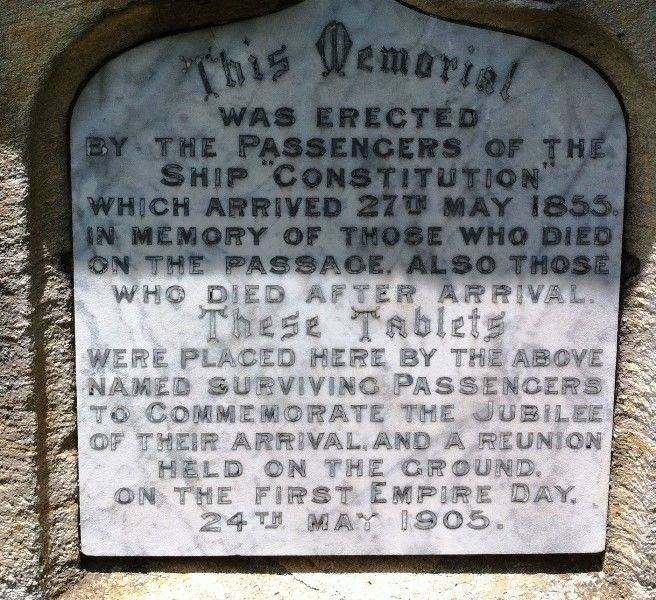 This Memorial
WAS ERECTED
BY THE PASSENGERS OF THE
SHIP "CONSTITUTION"
WHICH ARRIVED 27TH MAY 1855.
IN MEMORY OF THOSE WHO DIED
ON THE PASSAGE. ALSO THOSE
WHO DIED AFTER ARRIVAL.
These Tablets
WERE PLACED HERE BY THE ABOVE
NAMED SURVIVING PASSENGERS
TO COMMEMORATE THE JUBILEE
OF THEIR ARRIVAL, AND A REUNION
HELD ON THE GROUND.
ON THE FIRST EMPIRE DAY,
24TH MAY 1905.